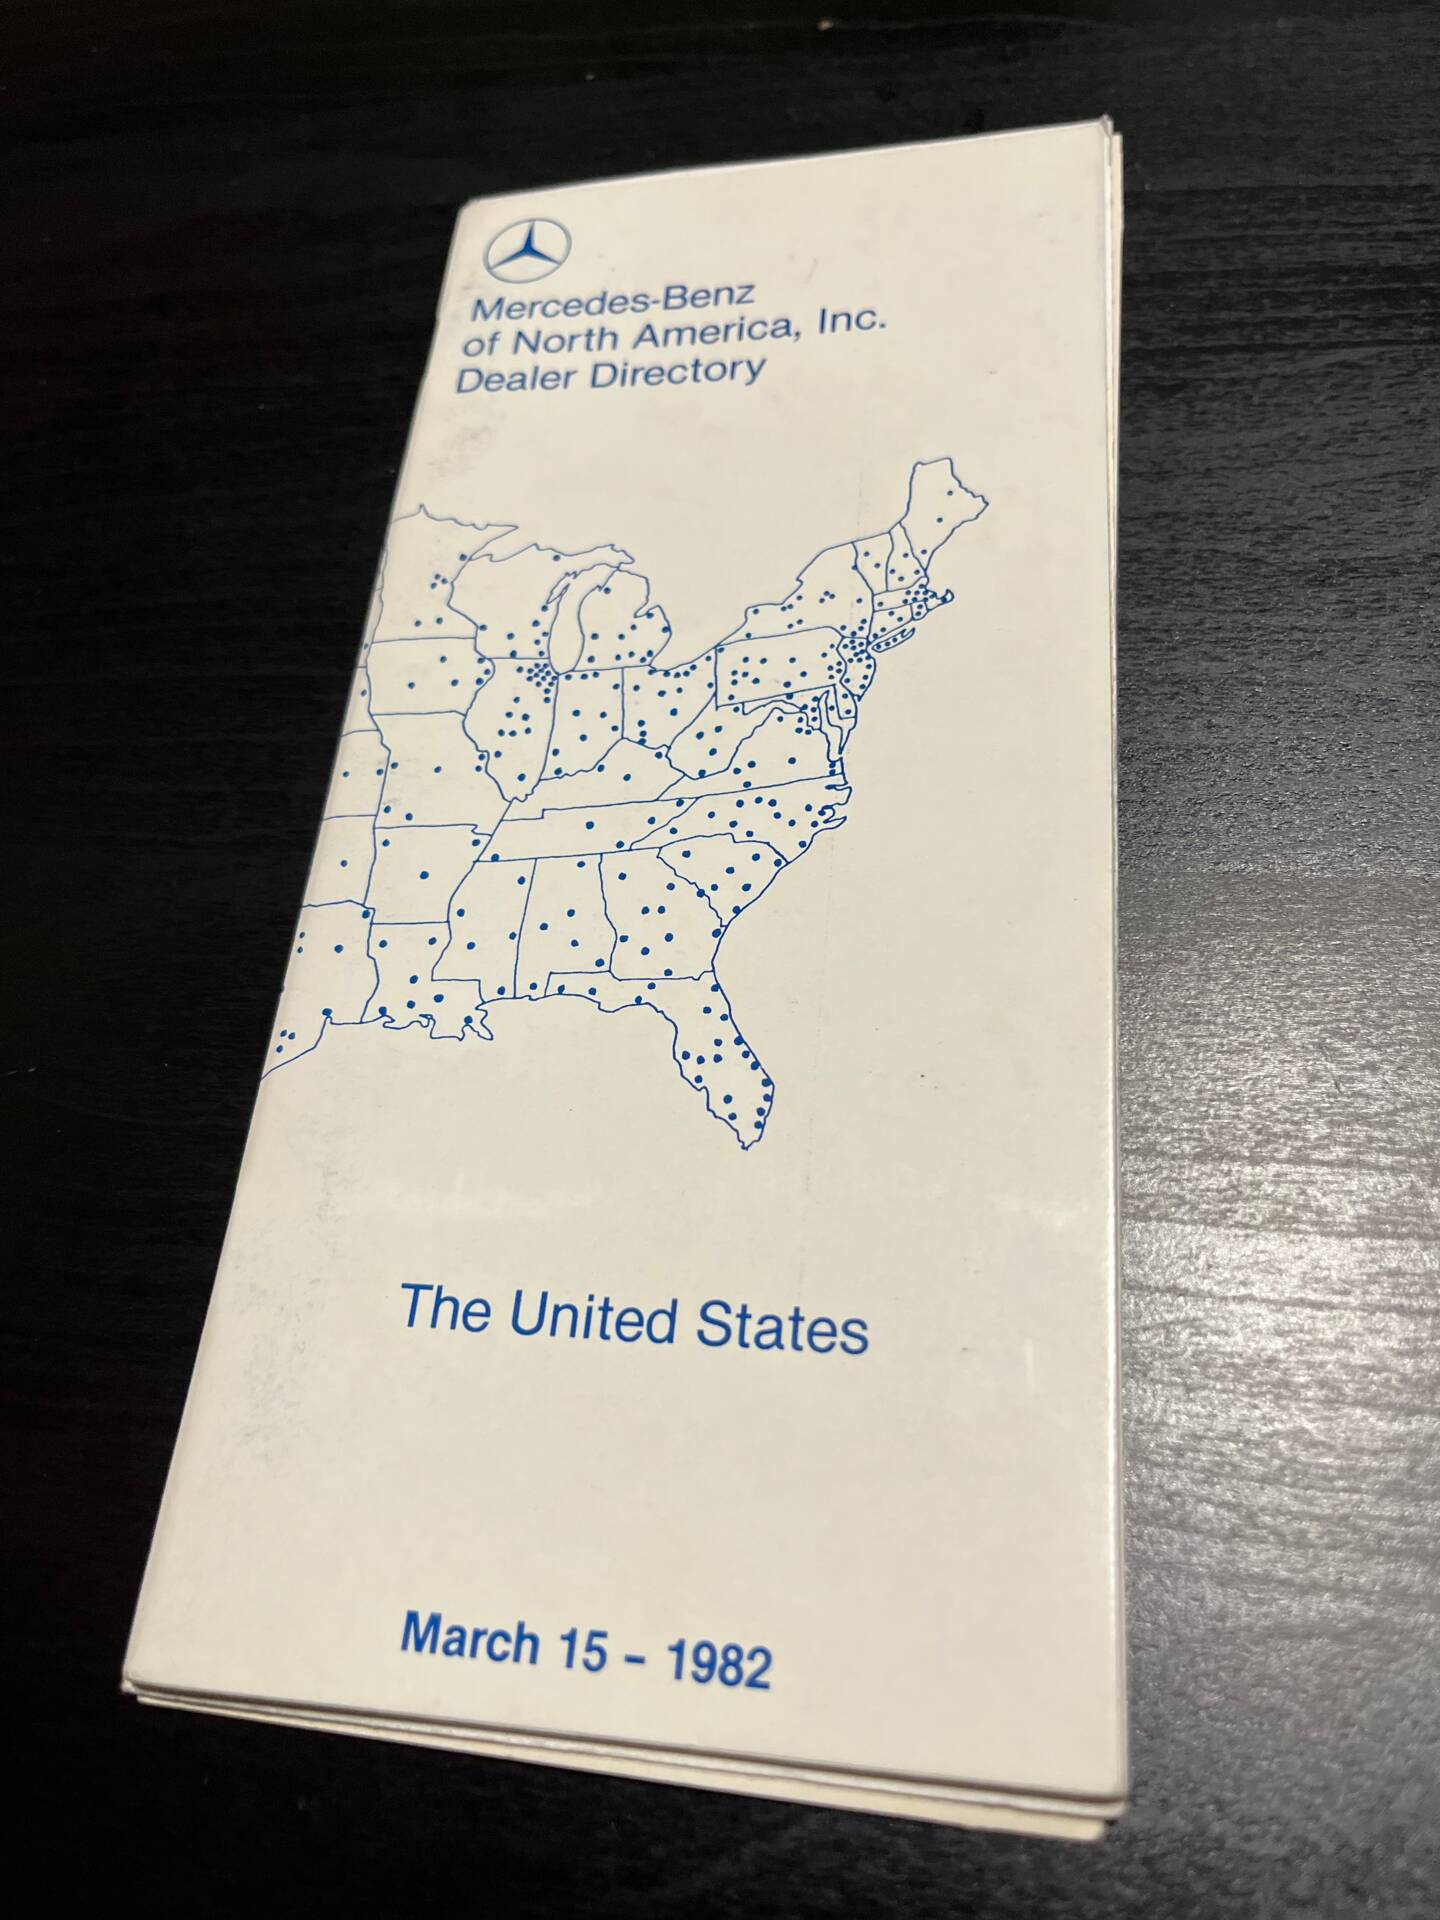 Mercedes-Benz
of North America, Inc.
Dealer Directory
The United States
March 15 - 1982